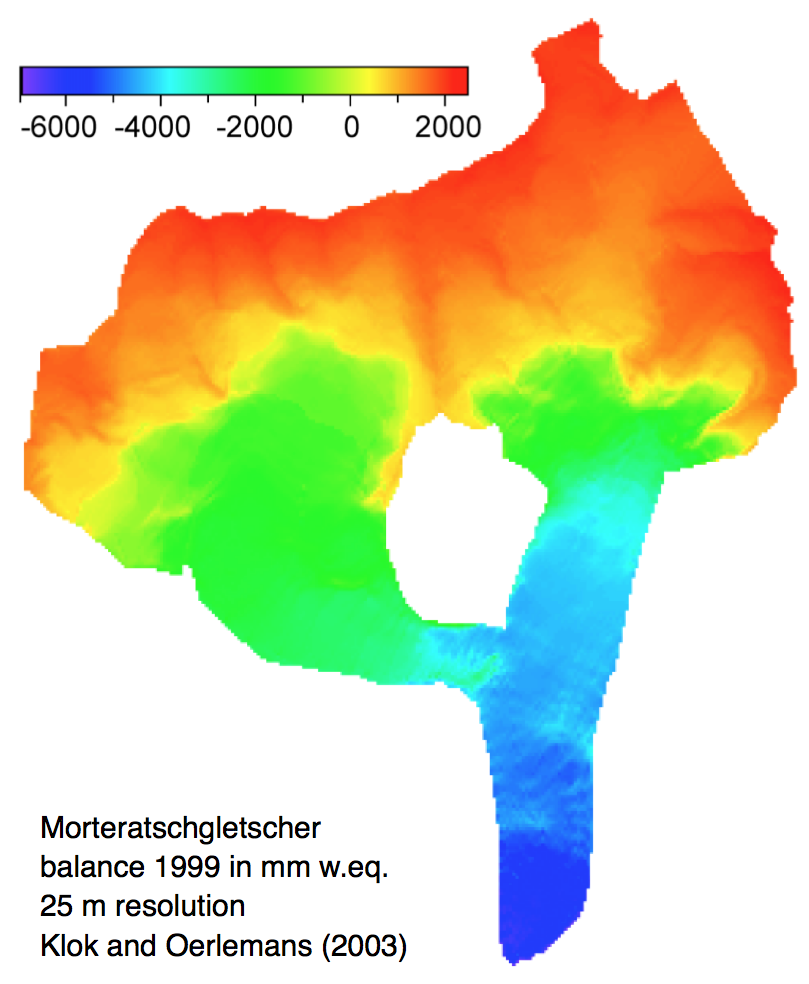 -6000 -4000 -2000 0 2000
Morteratschgletscher
balance 1999 in mm w.eq.
25 m resolution
Klok and Oerlemans (2003)